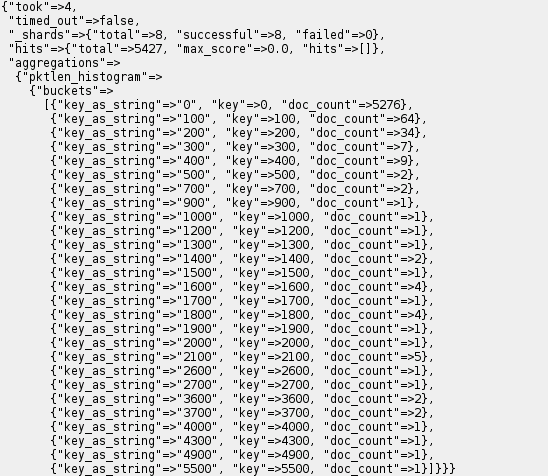 {"took"=>4,
"timed_out"=>false,
"_shards"=>{"total"=>8, "successful"=>8, "failed"=>0},
"hits"=>{"total"=>5427, "max_score"=>0.0, "hits"=>[]},
"aggregations"=>
{"pktlen_histogram"=>
{"buckets"=>
[{"key_as_string"=>"0", "key"=>0, "doc_count"=>5276},
{"key_as_string"=>"100", "key"=>100, "doc_count"=>64},
{"key_as_string"=>"200", "key"=>200, "doc_count"=>34},
{"key_as_string"=>"300", "key"=>300, "doc_count"=>7},
{"key_as_string"=>"400", "key"=>400, "doc_count"=>9},
{"key_as_string"=>"500", "key"=>500, "doc_count"=>2},
{"key_as_string"=>"700", "key"=>700, "doc_count"=>2},
{"key_as_string"=>"900", "key"=>900, "doc_count"=>1},
{"key_as_string"=>"1000", "key"=>1000, "doc_count"=>1},
{"key_as_string"=>"1200", "key"=>1200, "doc_count"=>1},
{"key_as_string"=>"1300", "key"=>1300, "doc_count"=>1},
{"key_as_string"=>"1400", "key"=>1400, "doc_count"=>2},
{"key_as_string"=>"1500", "key"=>1500, "doc_count"=>1},
{"key_as_string"=>"1600", "key"=>1600, "doc_count"=>4},
{"key_as_string"=>"1700", "key"=>1700, "doc_count"=>1},
{"key_as_string"=>"1800", "key"=>1800, "doc_count"=>4},
{"key_as_string"=>"1900", "key"=>1900, "doc_count"=>1},
{"key_as_string"=>"2000", "key"=>2000, "doc_count"=>1},
{"key_as_string"=>"2100", "key"=>2100, "doc_count"=>5},
{"key_as_string"=>"2600", "key"=>2600, "doc_count"=>1},
{"key_as_string"=>"2700", "key"=>2700, "doc_count"=>1},
{"key_as_string"=>"3600", "key"=>3600, "doc_count"=>2},
{"key_as_string"=>"3700", "key"=>3700, "doc_count"=>2},
{"key_as_string"=>"4000", "key"=>4000, "doc_count"=>1},
{"key_as_string"=>"4300", "key"=>4300, "doc_count"=>1},
{"key_as_string"=>"4900", "key"=>4900, "doc_count"=>1},
{"key_as_string"=>"5500", "key"=>5500, "doc_count"=>1}]}}}